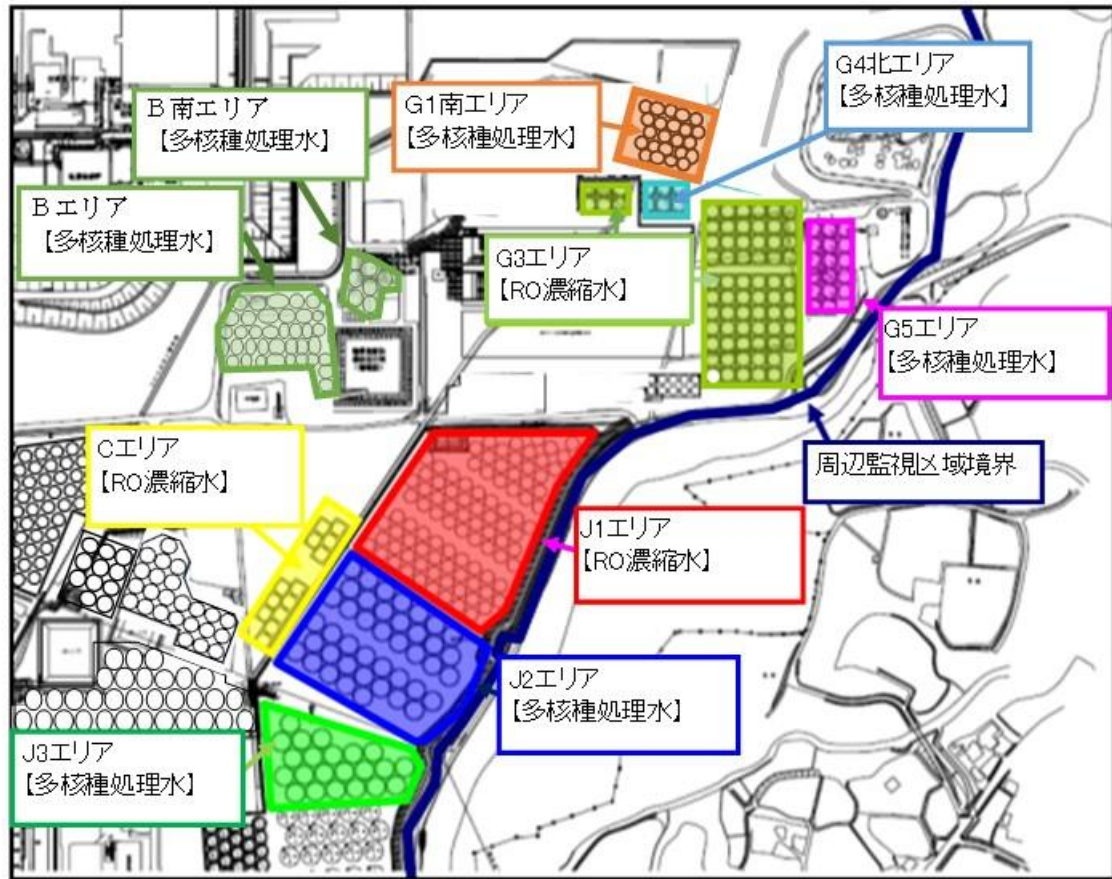 G4北エリア
【多核種処理水】
B南エリア
【多核種処理水】
G1南エリア
【多核種処理水】
Bエリア
【多核種処理水】
G3エリア
【RO濃縮水】
G5エリア
【多核種処理水】
Cエリア
【RO濃縮水】
周辺監視区域境界
J1エリア
【RO濃縮水】
J2エリア
【多核種処理水】
J3エリア
【多核種処理水】